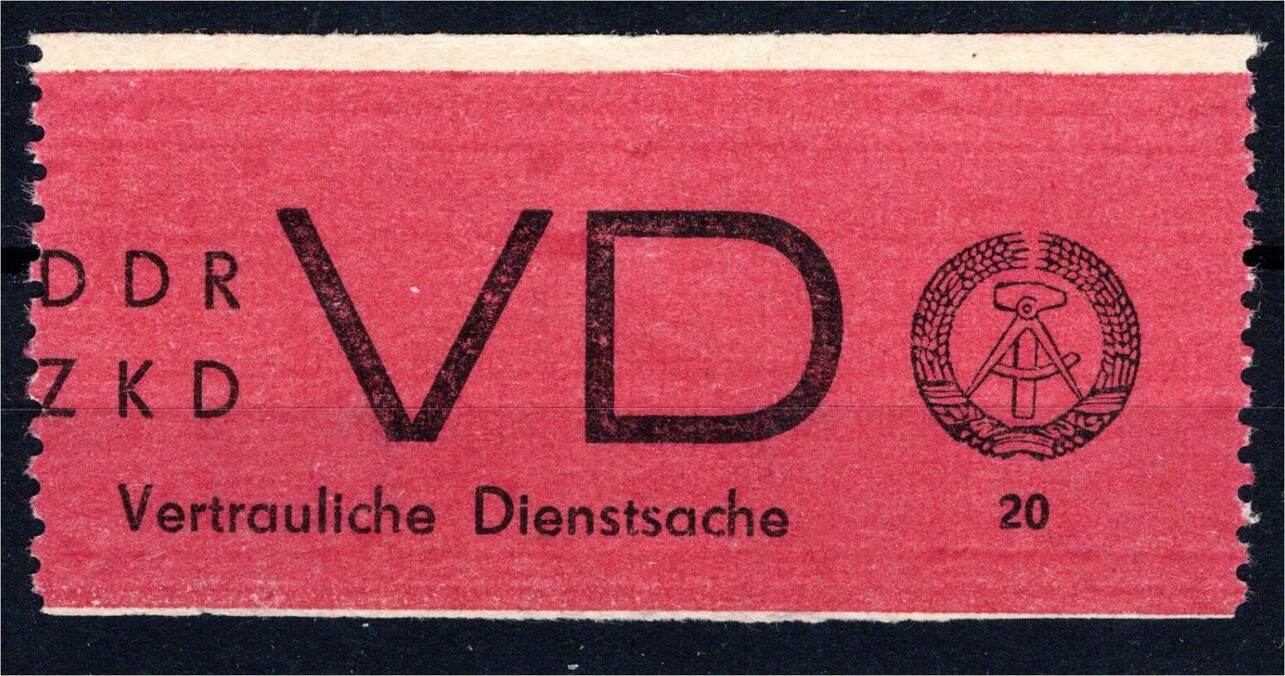 DDR
ZKD
VD
Vertrauliche Dienstsache
20